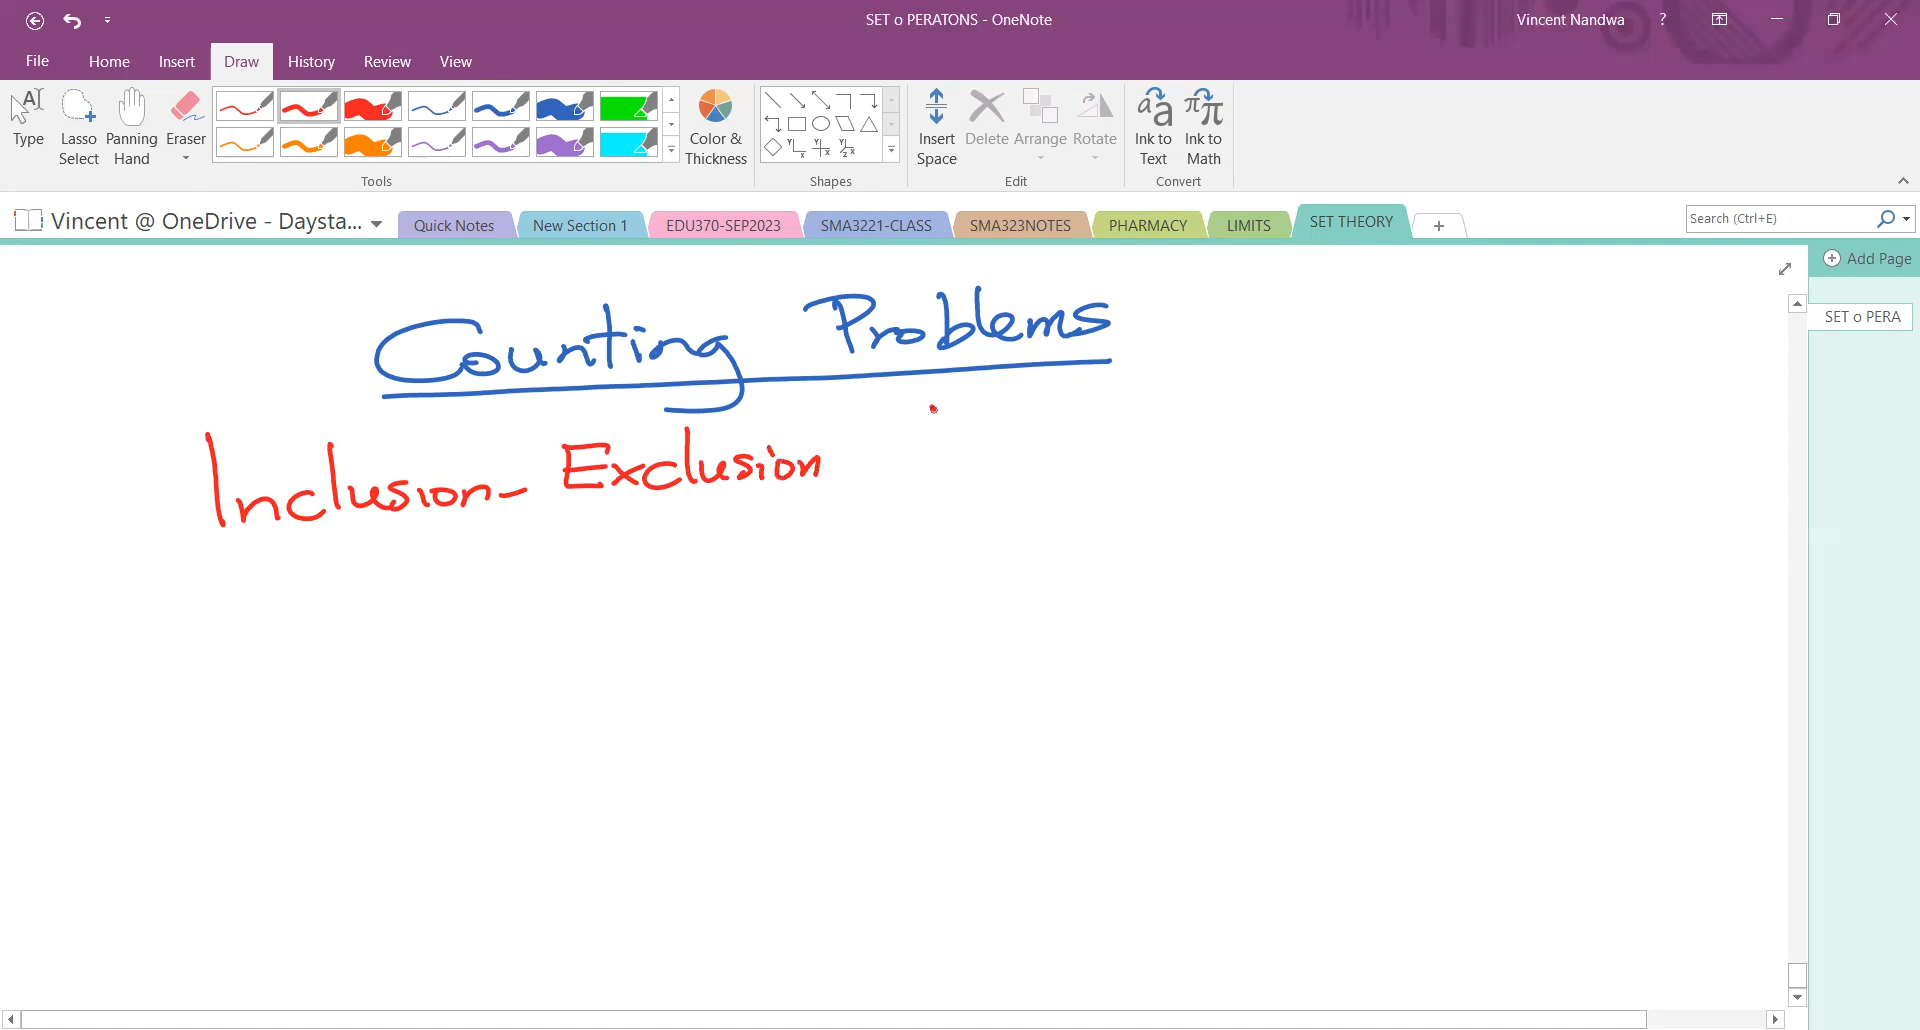 SET o PERATONS - OneNote
Vincent Nandwa
?
File Home Insert Draw History Review View
Type
Lasso Select
Panning Hand
Eraser
Color & Thickness
Insert Space
Delete
Arrange
Rotate
Ink to Text
Ink to Math
Tools
Shapes
Edit
Convert
Vincent @ OneDrive - Daysta...
Quick Notes
New Section 1
EDU370-SEP2023
SMA3221-CLASS
SMA323NOTES
PHARMACY
LIMITS
SET THEORY
Search (Ctrl+E)
Add Page
SET o PERA
Counting Problems
Inclusion- Exclusion